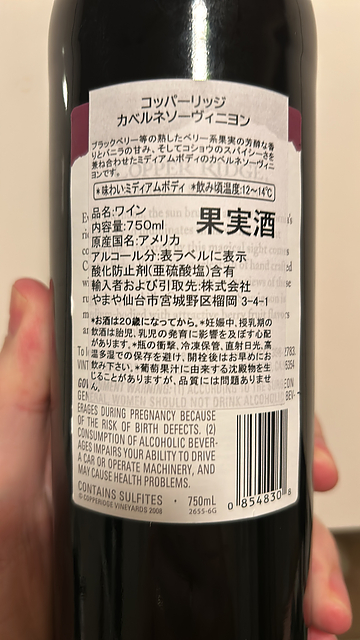 コッパーリッジ
カベルネソーヴィニヨン
ブラックベリー等の熟したベリー系果実の芳醇な香
りとバニラの甘み、そしてコショウのスパイシーさを
兼ね合わせたミディアムボディのカベルネソーヴィニ
ヨンです。
*味わい:ミディアムボディ *飲み頃温度:12~14℃
品名:ワイン
内容量:750ml
果実酒
原産国名:アメリカ
アルコール分:表ラベルに表示
酸化防止剤(亜硫酸塩)含有
輸入者および引取先:株式会社
やまや仙台市宮城野区榴岡 3-4-1
*お酒は20歳になってから。*妊娠中、授乳期の
飲酒は胎児、乳児の発育に影響を及ぼす心配
があります。*瓶の衝撃、冷凍保管、直射日光、高
温多湿での保存を避け、開栓後はお早めにお
飲み下さい。*葡萄果汁に由来する沈殿物を生
じることがありますが、品質には問題ありませ
ん。
GENERAL, WOMEN SHOULD NOT DRINK ALCOHOLIC BEV-
ERAGES DURING PREGNANCY BECAUSE
OF THE RISK OF BIRTH DEFECTS. (2)
CONSUMPTION OF ALCOHOLIC BEVER-
AGES IMPAIRS YOUR ABILITY TO DRIVE
A CAR OR OPERATE MACHINERY, AND
MAY CAUSE HEALTH PROBLEMS.
CONTAINS SULFITES · 750mL
© COPPERIDGE VINEYARDS 2008 2655-6G
0 854830 8